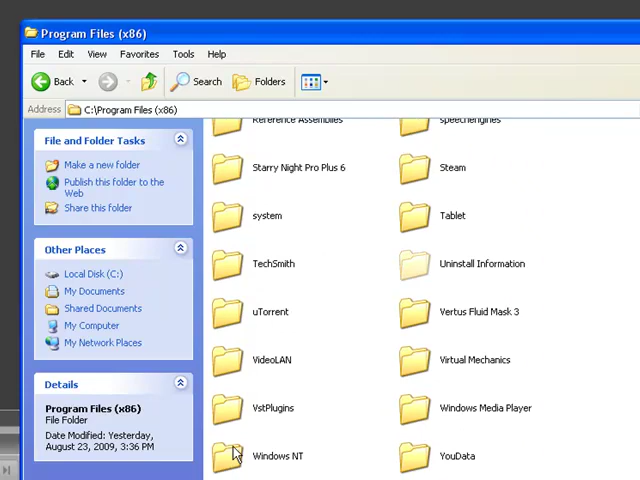 Program Files (x86)
File Edit View Favorites Tools Help
Back Search Folders
Address C:\Program Files (x86)
File and Folder Tasks
Make a new folder
Publish this folder to the
Web
Share this folder
Other Places
Local Disk (C:)
My Documents
Shared Documents
My Computer
My Network Places
Details
Program Files (x86)
File Folder
Date Modified: Yesterday,
August 23, 2009, 3:36 PM
Reference Assemblies speechengines
Starry Night Pro Plus 6 Steam
system Tablet
TechSmith Uninstall Information
uTorrent Vertus Fluid Mask 3
VideoLAN Virtual Mechanics
VstPlugins Windows Media Player
Windows NT YouData